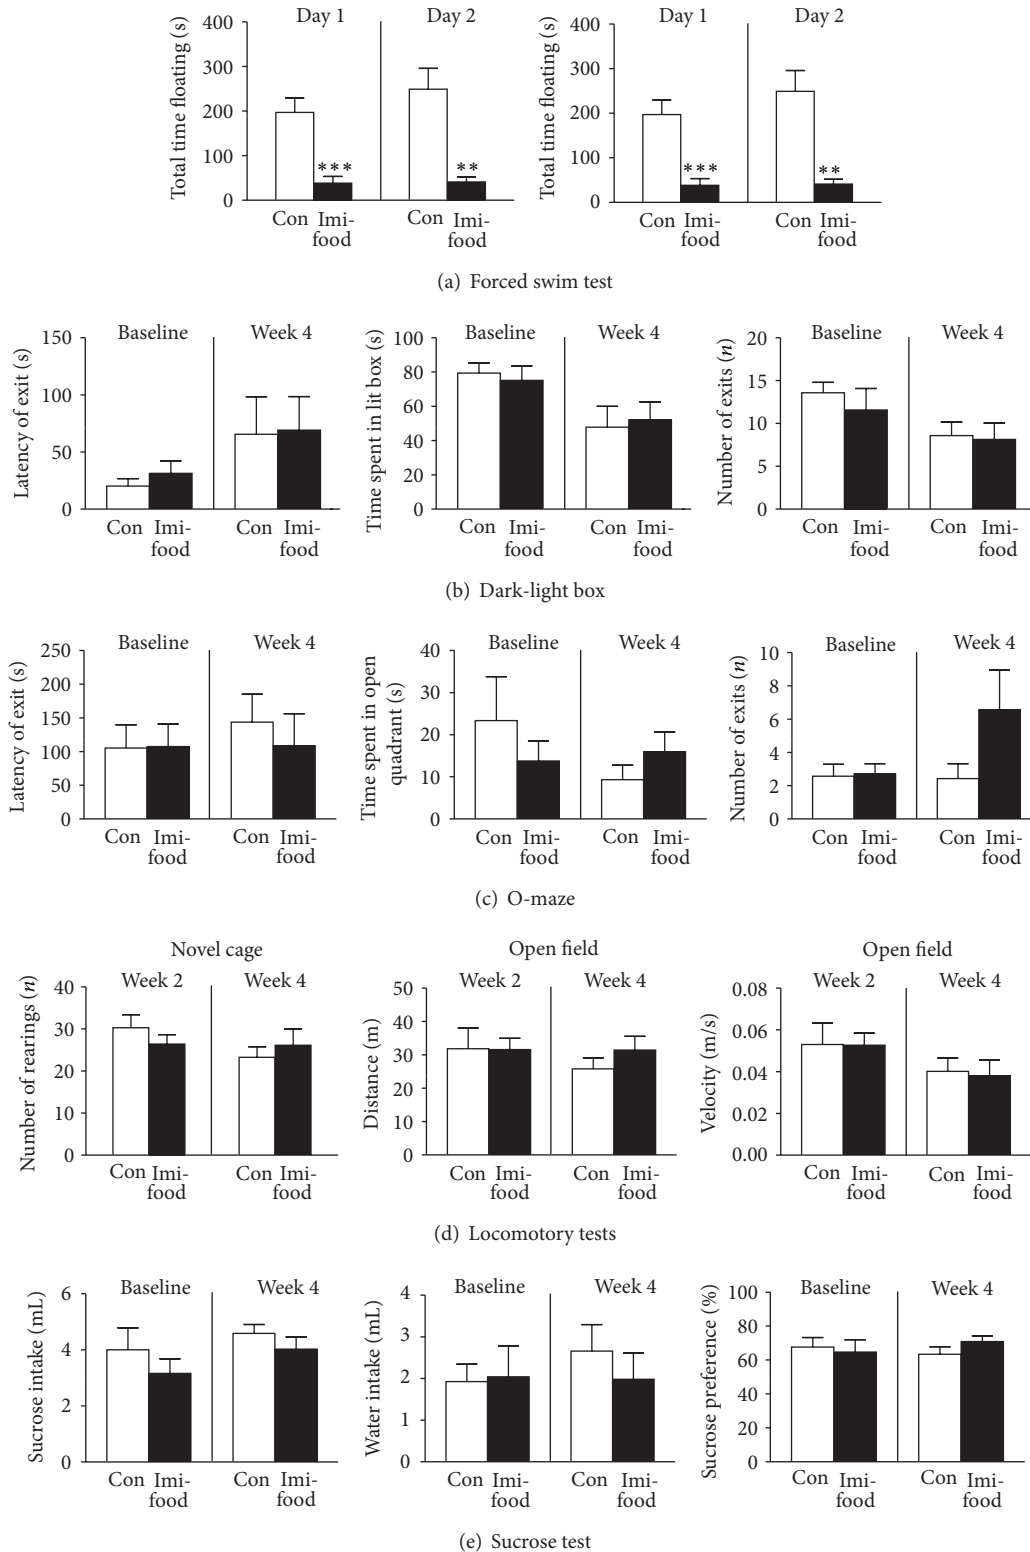 Day 1 Day 2
Total time floating (s)
400
300
200
100
0
*** **
Con Imi-food Con Imi-food
Day 1 Day 2
Total time floating (s)
400
300
200
100
0
*** **
Con Imi-food Con Imi-food
(a) Forced swim test
Baseline Week 4
Latency of exit (s)
150
100
50
0
Con Imi-food Con Imi-food
Baseline Week 4
Time spent in lit box (s)
100
80
60
40
20
0
Con Imi-food Con Imi-food
Baseline Week 4
Number of exits (n)
20
15
10
5
0
Con Imi-food Con Imi-food
(b) Dark-light box
Baseline Week 4
Latency of exit (s)
250
200
150
100
50
0
Con Imi-food Con Imi-food
Baseline Week 4
Time spent in open
quadrant (s)
40
30
20
10
0
Con Imi-food Con Imi-food
Baseline Week 4
Number of exits (n)
10
8
6
4
2
0
Con Imi-food Con Imi-food
(c) O-maze
Novel cage
Week 2 Week 4
Number of rearings (n)
40
30
20
10
0
Con Imi-food Con Imi-food
Open field
Week 2 Week 4
Distance (m)
50
40
30
20
10
0
Con Imi-food Con Imi-food
Open field
Week 2 Week 4
Velocity (m/s)
0.08
0.06
0.04
0.02
0.00
Con Imi-food Con Imi-food
(d) Locomotory tests
Baseline Week 4
Sucrose intake (mL)
6
4
2
0
Con Imi-food Con Imi-food
Baseline Week 4
Water intake (mL)
4
3
2
1
0
Con Imi-food Con Imi-food
Baseline Week 4
Sucrose preference (%)
100
80
60
40
20
0
Con Imi-food Con Imi-food
(e) Sucrose test